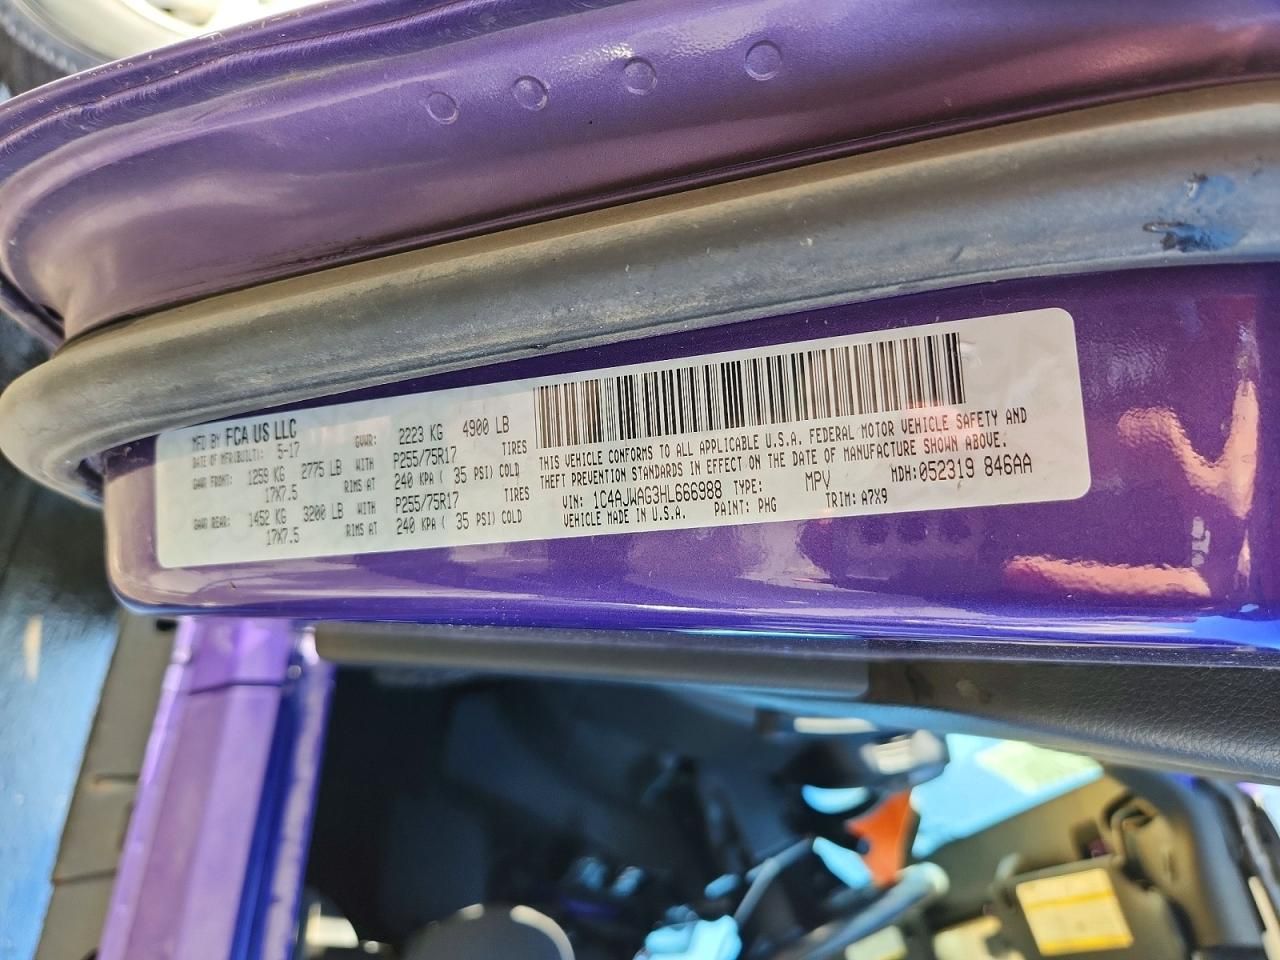 MFD BY FCA US LLC
DATE OF MFR(BUILT): 5-17 GVWR: 2223 KG 4900 LB
GAWR FRONT: 1259 KG 2775 LB WITH P255/75R17 TIRES
17X7.5 RIMS AT 240 KPA ( 35 PSI) COLD
GAWR REAR: 1452 KG 3200 LB WITH P255/75R17 TIRES
17X7.5 RIMS AT 240 KPA ( 35 PSI) COLD
THIS VEHICLE CONFORMS TO ALL APPLICABLE U.S.A. FEDERAL MOTOR VEHICLE SAFETY AND
THEFT PREVENTION STANDARDS IN EFFECT ON THE DATE OF MANUFACTURE SHOWN ABOVE.
VIN: 1C4AJWAG3HL666988 TYPE: MPV MDH:052319 846AA
VEHICLE MADE IN U.S.A. PAINT: PHG TRIM: A7X9